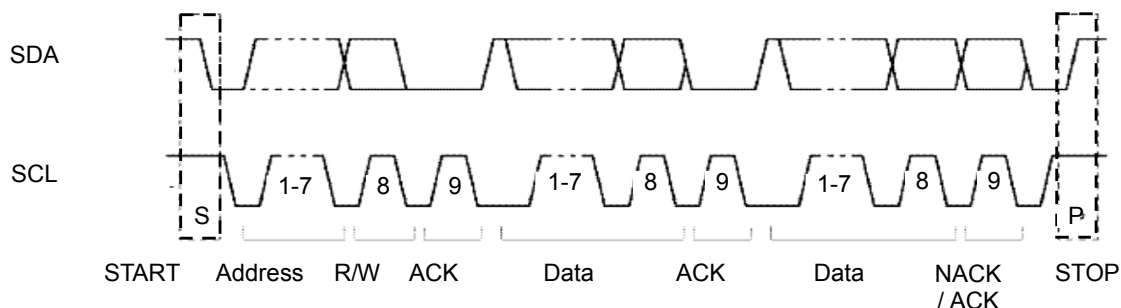 SDA
SCL
1-7 8 9 1-7 8 9 1-7 8 9
S P
START Address R/W ACK Data ACK Data NACK STOP
/ ACK